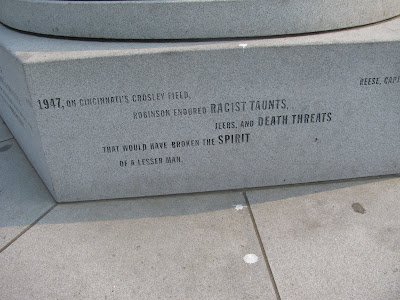 1947, ON CINCINNATI'S CROSLEY FIELD,
ROBINSON ENDURED RACIST TAUNTS,
JEERS, AND DEATH THREATS
THAT WOULD HAVE BROKEN THE SPIRIT
OF A LESSER MAN.
REESE, CAPT